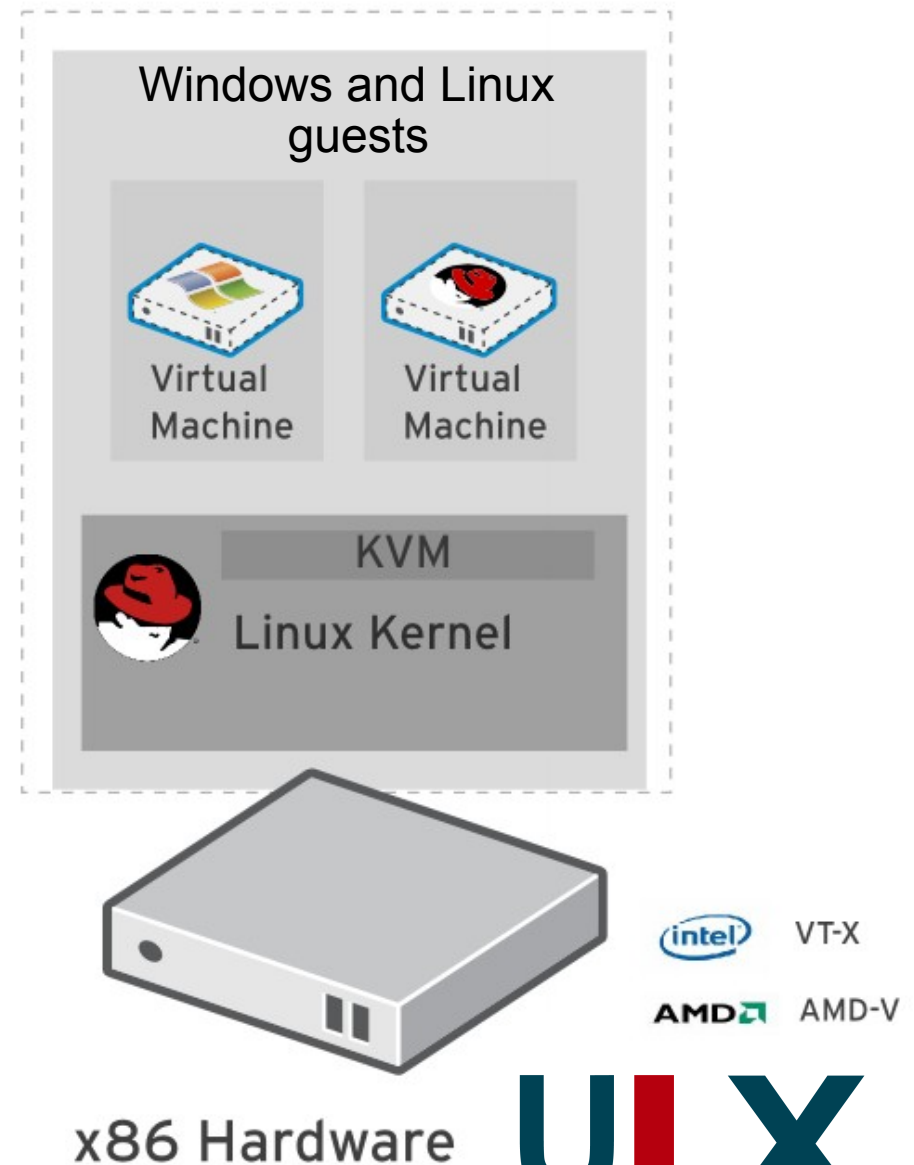 Windows and Linux
guests
Virtual
Machine
Virtual
Machine
KVM
Linux Kernel
intel VT-X
AMD AMD-V
x86 Hardware